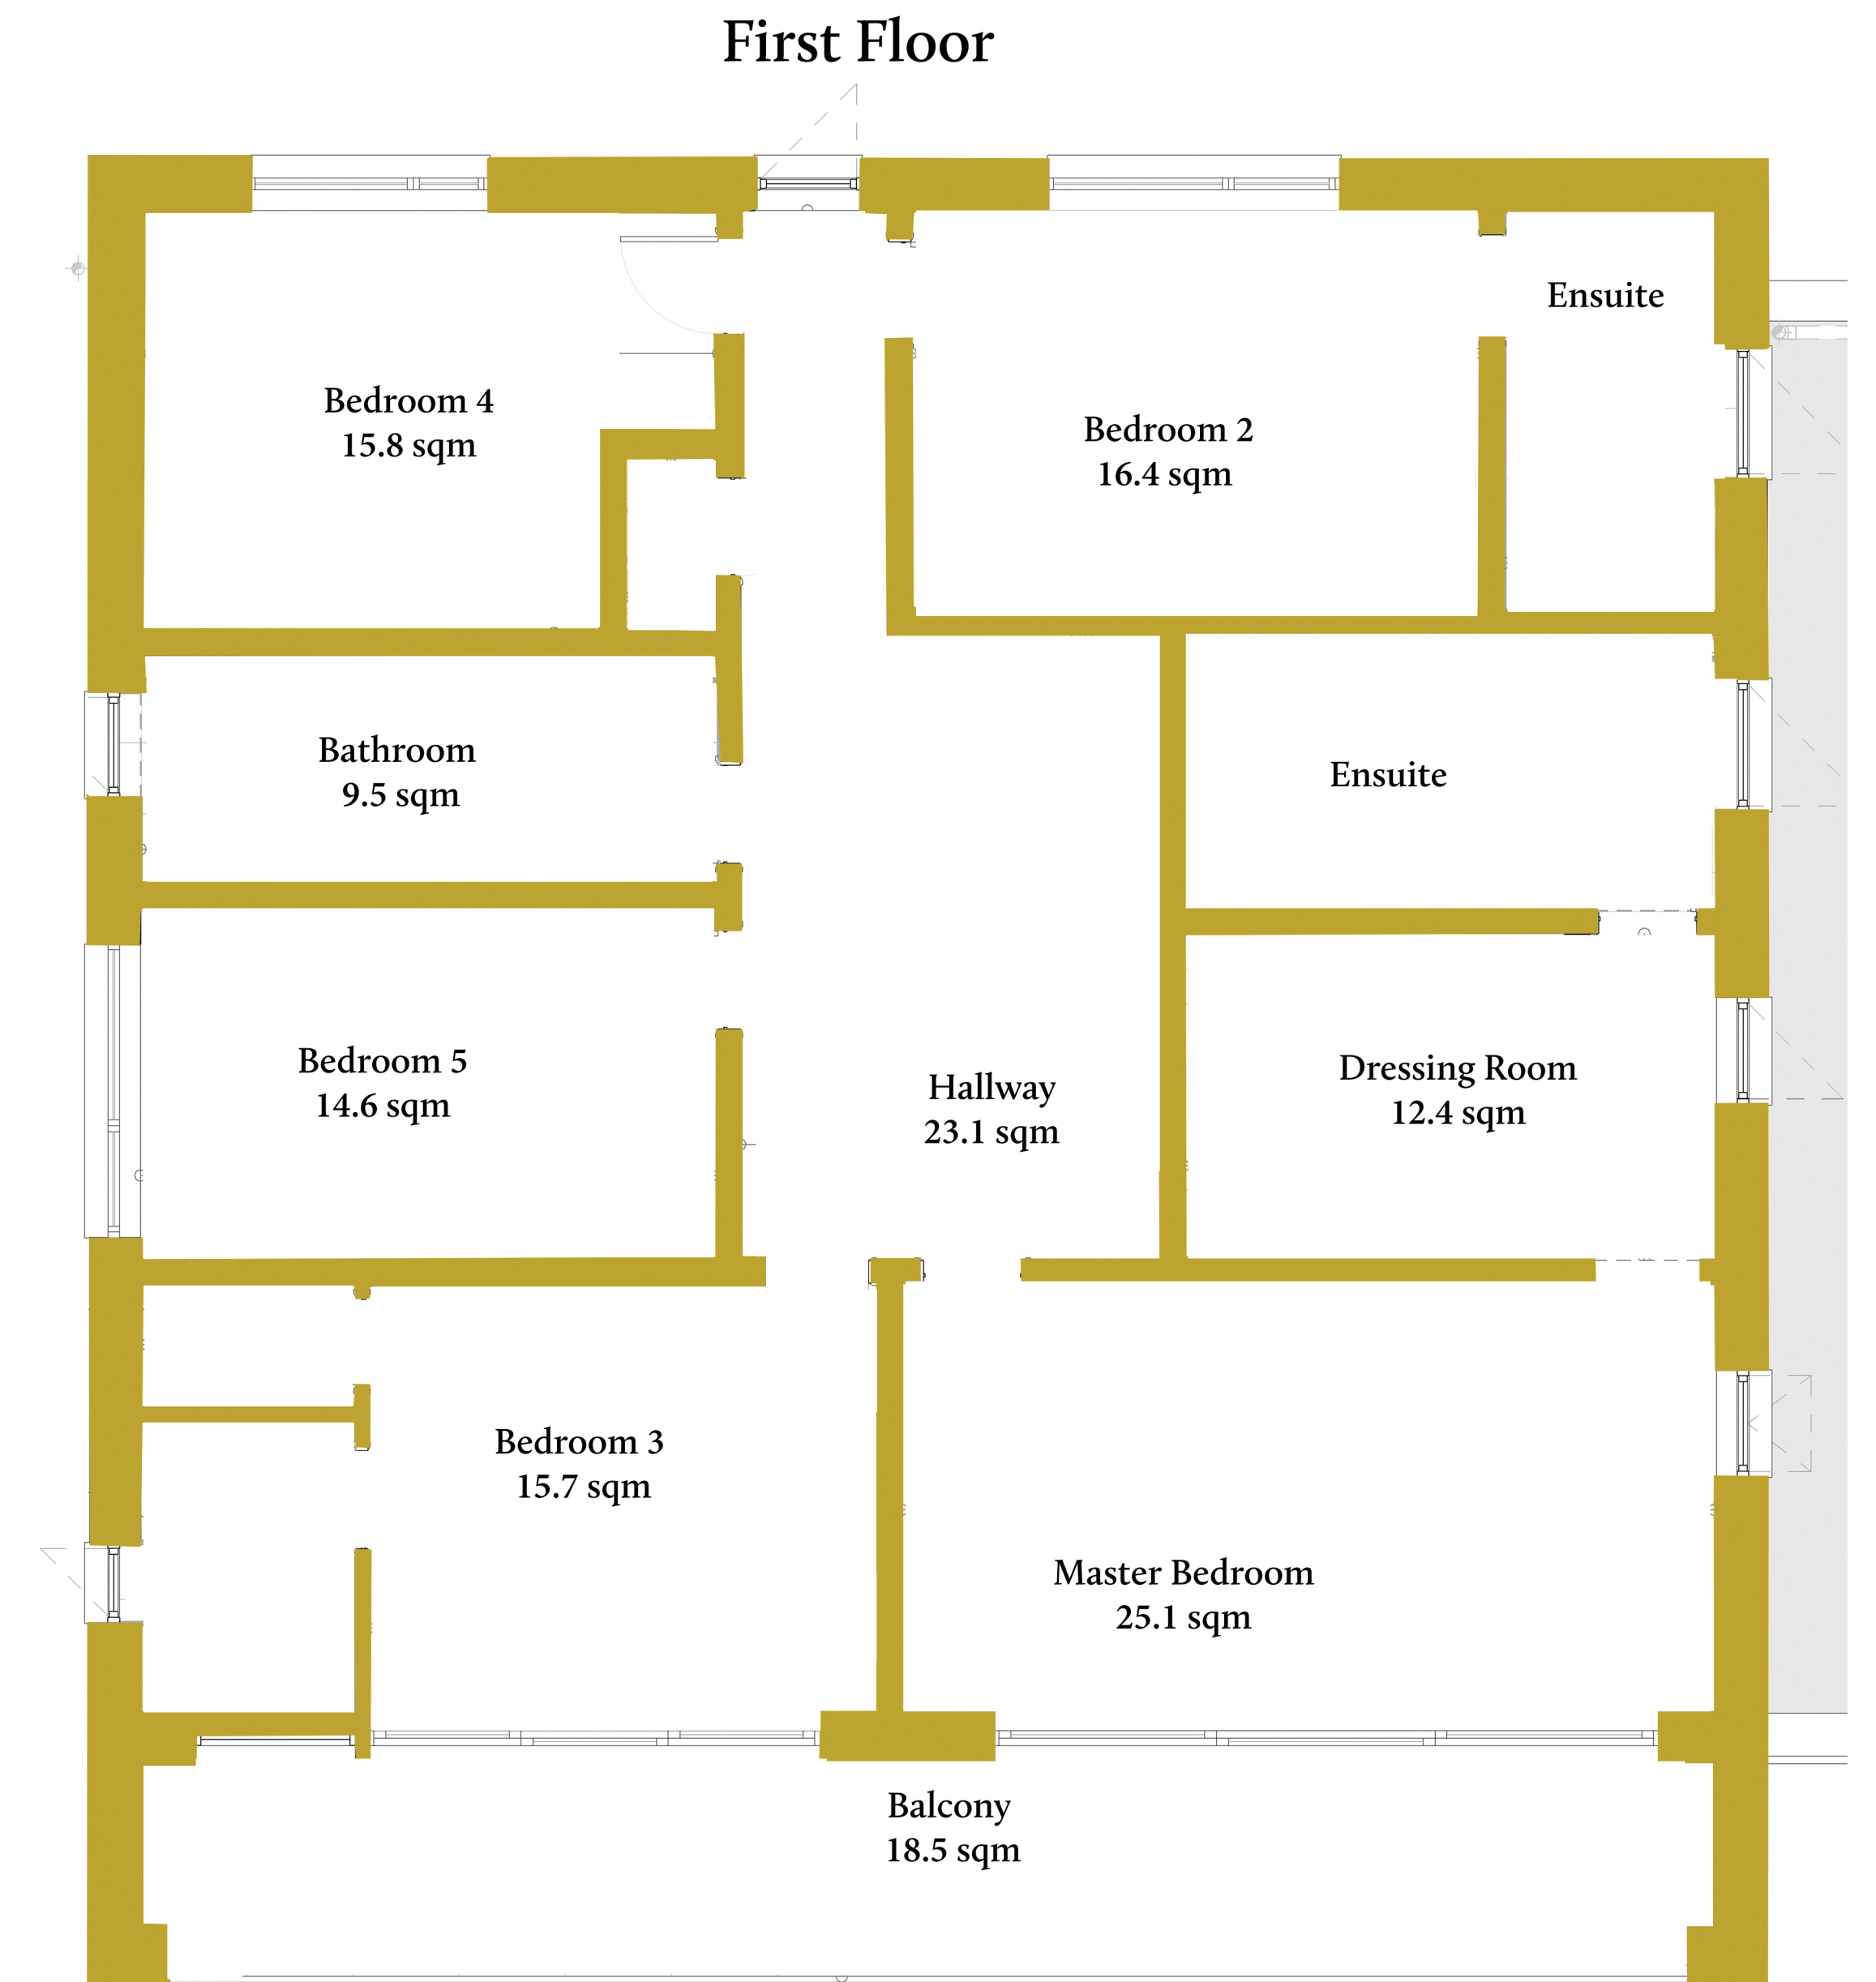 First Floor
Ensuite
Bedroom 4
15.8 sqm
Bedroom 2
16.4 sqm
Bathroom
9.5 sqm
Ensuite
Bedroom 5
14.6 sqm
Hallway
23.1 sqm
Dressing Room
12.4 sqm
Bedroom 3
15.7 sqm
Master Bedroom
25.1 sqm
Balcony
18.5 sqm